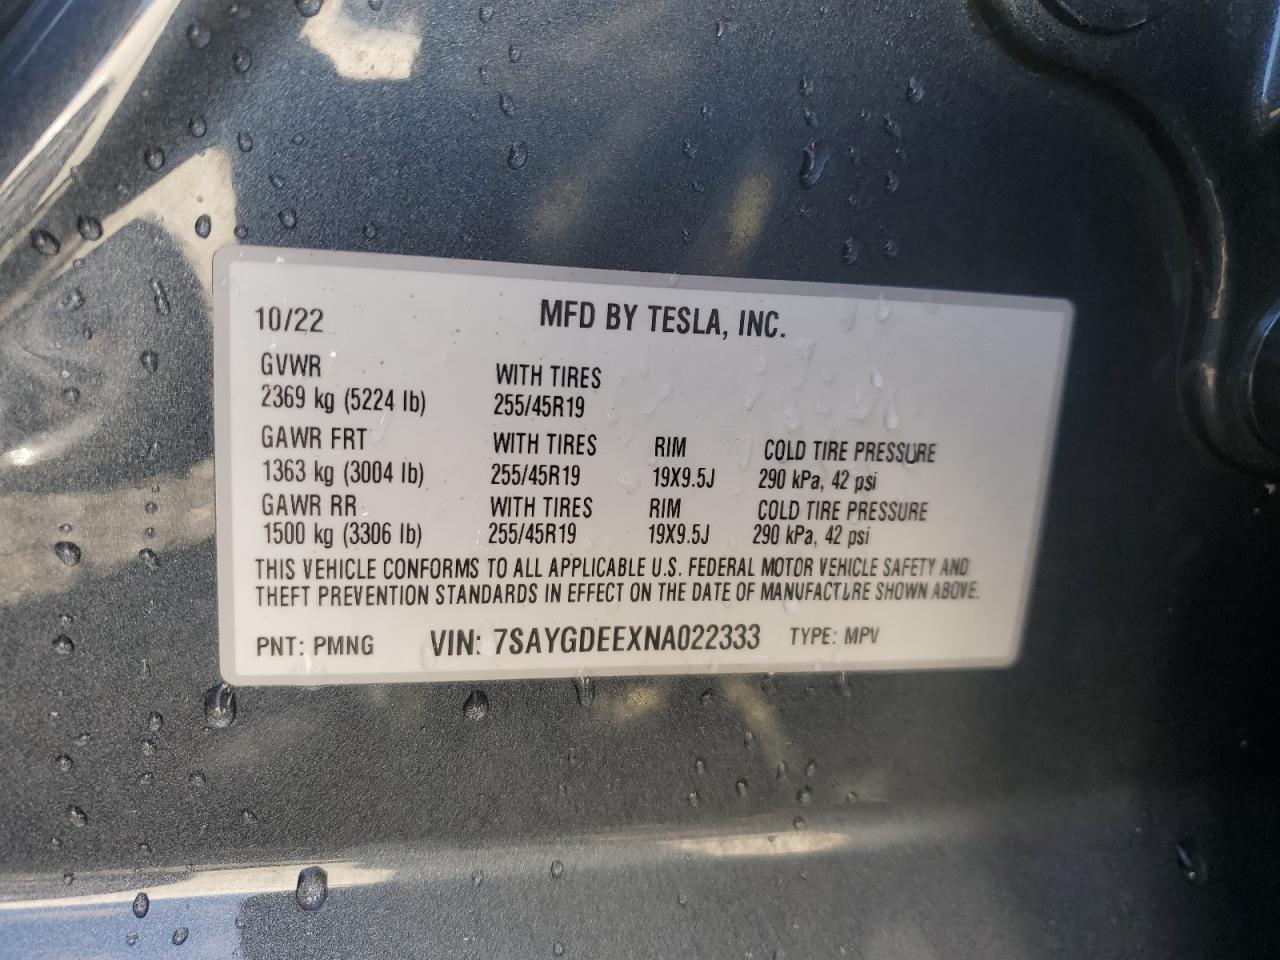 10/22 MFD BY TESLA, INC.
GVWR WITH TIRES
2369 kg (5224 lb) 255/45R19
GAWR FRT WITH TIRES RIM COLD TIRE PRESSURE
1363 kg (3004 lb) 255/45R19 19X9.5J 290 kPa, 42 psi
GAWR RR WITH TIRES RIM COLD TIRE PRESSURE
1500 kg (3306 lb) 255/45R19 19X9.5J 290 kPa, 42 psi
THIS VEHICLE CONFORMS TO ALL APPLICABLE U.S. FEDERAL MOTOR VEHICLE SAFETY AND
THEFT PREVENTION STANDARDS IN EFFECT ON THE DATE OF MANUFACTURE SHOWN ABOVE.
PNT: PMNG VIN: 7SAYGDEEXNA022333 TYPE: MPV